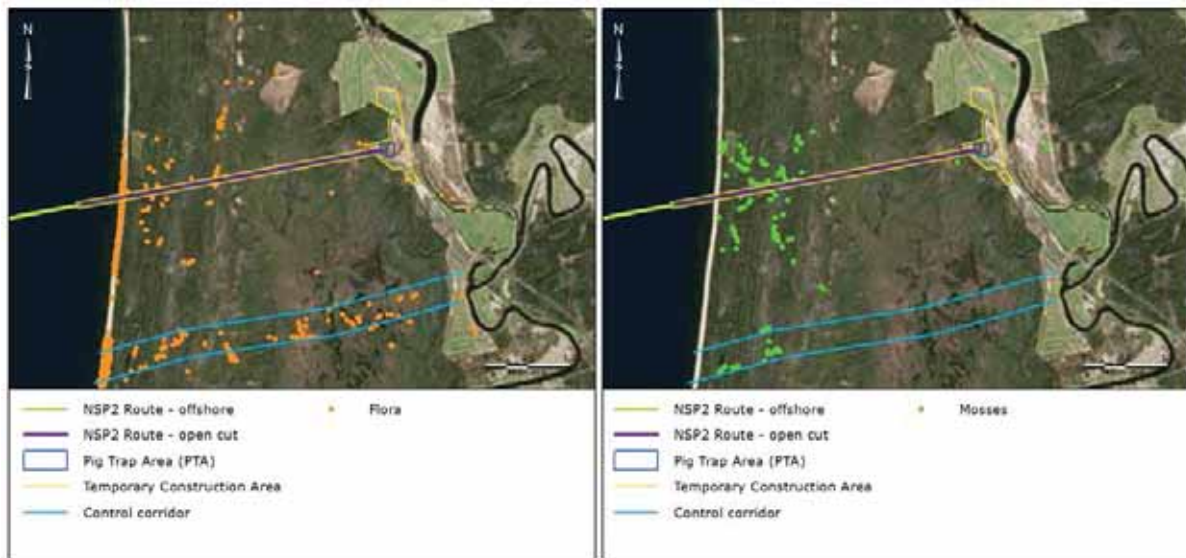 N
NSP2 Route - offshore
Flora
NSP2 Route - open cut
Pig Trap Area (PTA)
Temporary Construction Area
Control corridor
N
NSP2 Route - offshore
Mosses
NSP2 Route - open cut
Pig Trap Area (PTA)
Temporary Construction Area
Control corridor